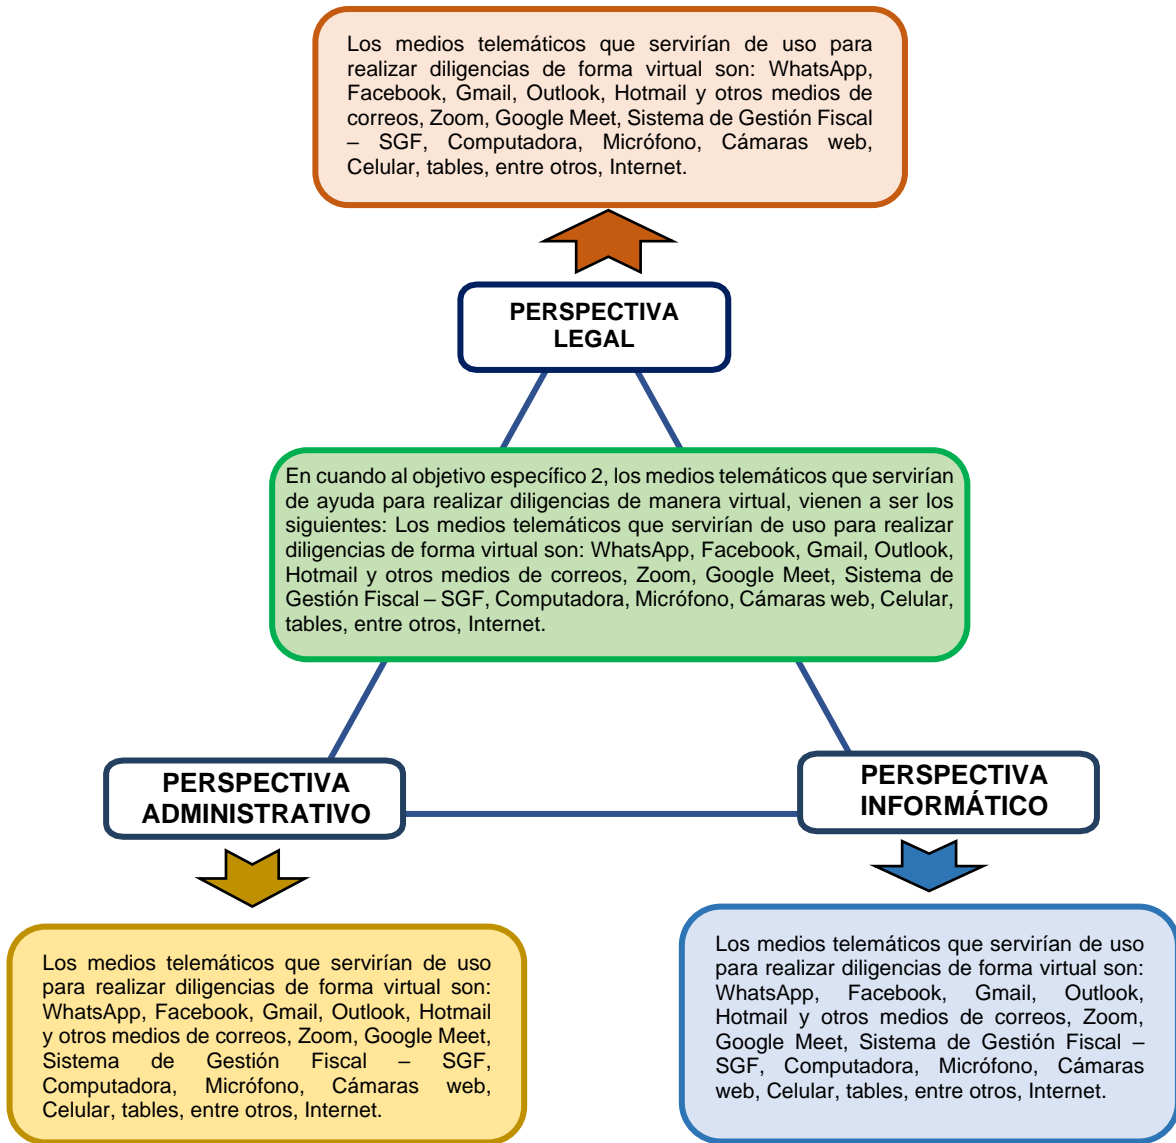 Los medios telemáticos que servirían de uso para
realizar diligencias de forma virtual son: WhatsApp,
Facebook, Gmail, Outlook, Hotmail y otros medios de
correos, Zoom, Google Meet, Sistema de Gestión Fiscal
– SGF, Computadora, Micrófono, Cámaras web,
Celular, tables, entre otros, Internet.
PERSPECTIVA
LEGAL
En cuando al objetivo específico 2, los medios telemáticos que servirían
de ayuda para realizar diligencias de manera virtual, vienen a ser los
siguientes: Los medios telemáticos que servirían de uso para realizar
diligencias de forma virtual son: WhatsApp, Facebook, Gmail, Outlook,
Hotmail y otros medios de correos, Zoom, Google Meet, Sistema de
Gestión Fiscal – SGF, Computadora, Micrófono, Cámaras web, Celular,
tables, entre otros, Internet.
PERSPECTIVA
ADMINISTRATIVO
PERSPECTIVA
INFORMÁTICO
Los medios telemáticos que servirían de uso
para realizar diligencias de forma virtual son:
WhatsApp, Facebook, Gmail, Outlook, Hotmail
y otros medios de correos, Zoom, Google Meet,
Sistema de Gestión Fiscal – SGF,
Computadora, Micrófono, Cámaras web,
Celular, tables, entre otros, Internet.
Los medios telemáticos que servirían de uso
para realizar diligencias de forma virtual son:
WhatsApp, Facebook, Gmail, Outlook,
Hotmail y otros medios de correos, Zoom,
Google Meet, Sistema de Gestión Fiscal –
SGF, Computadora, Micrófono, Cámaras
web, Celular, tables, entre otros, Internet.